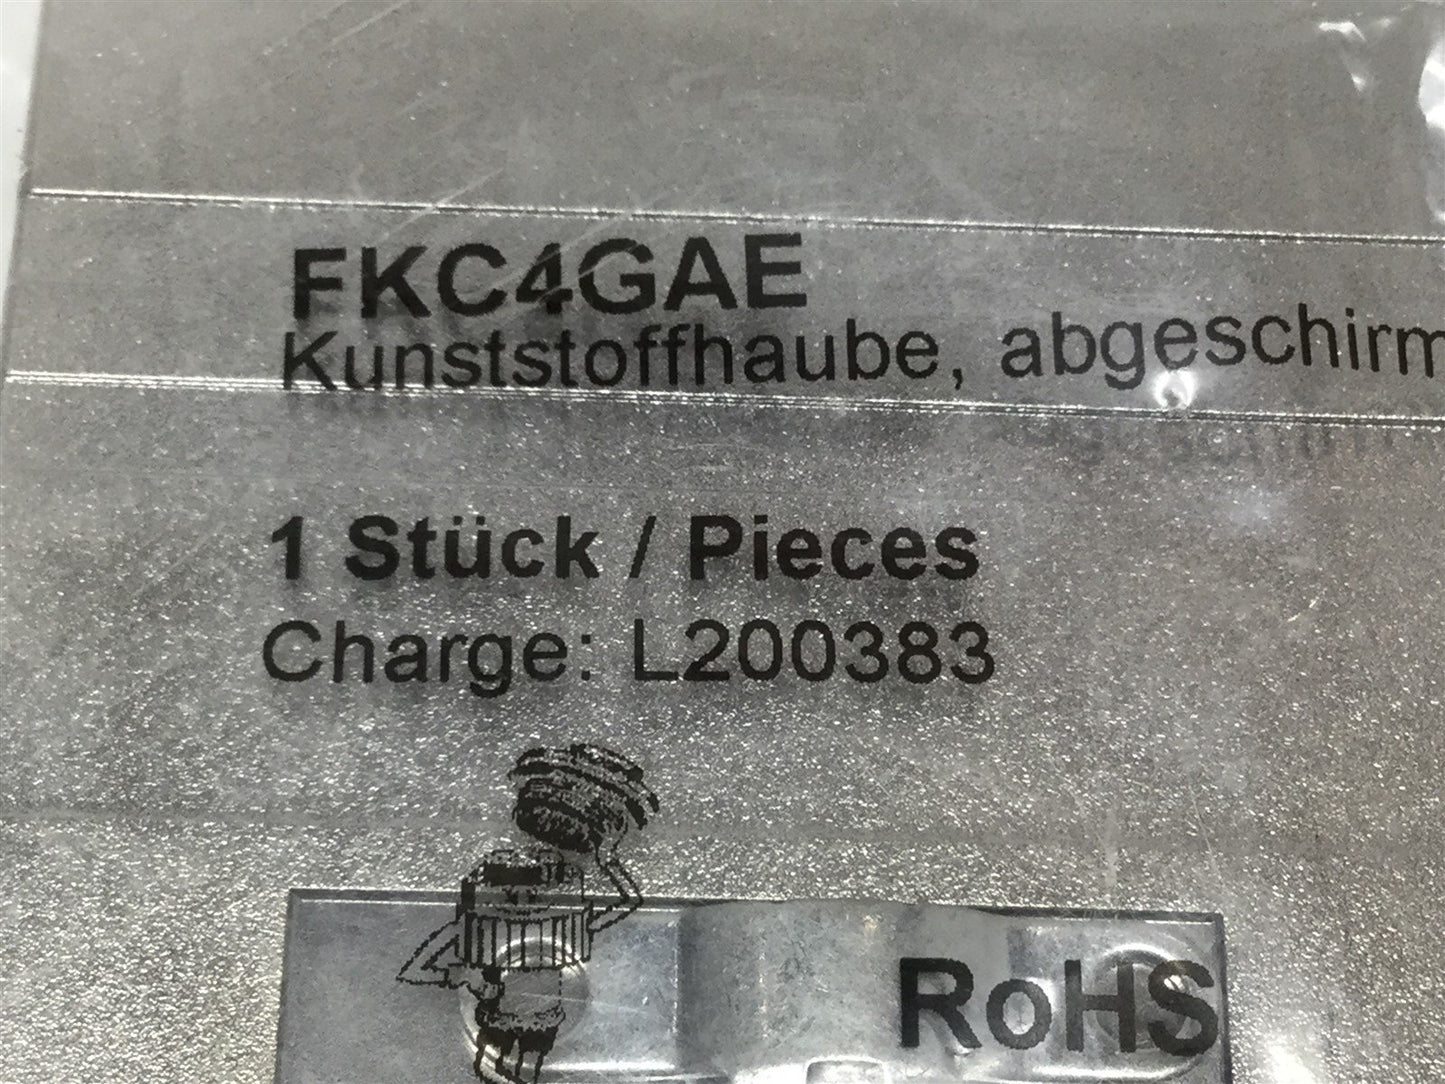 FKC4GAE
Kunststoffhaube, abgeschirm
1 Stück / Pieces
Charge: L200383
RoHS